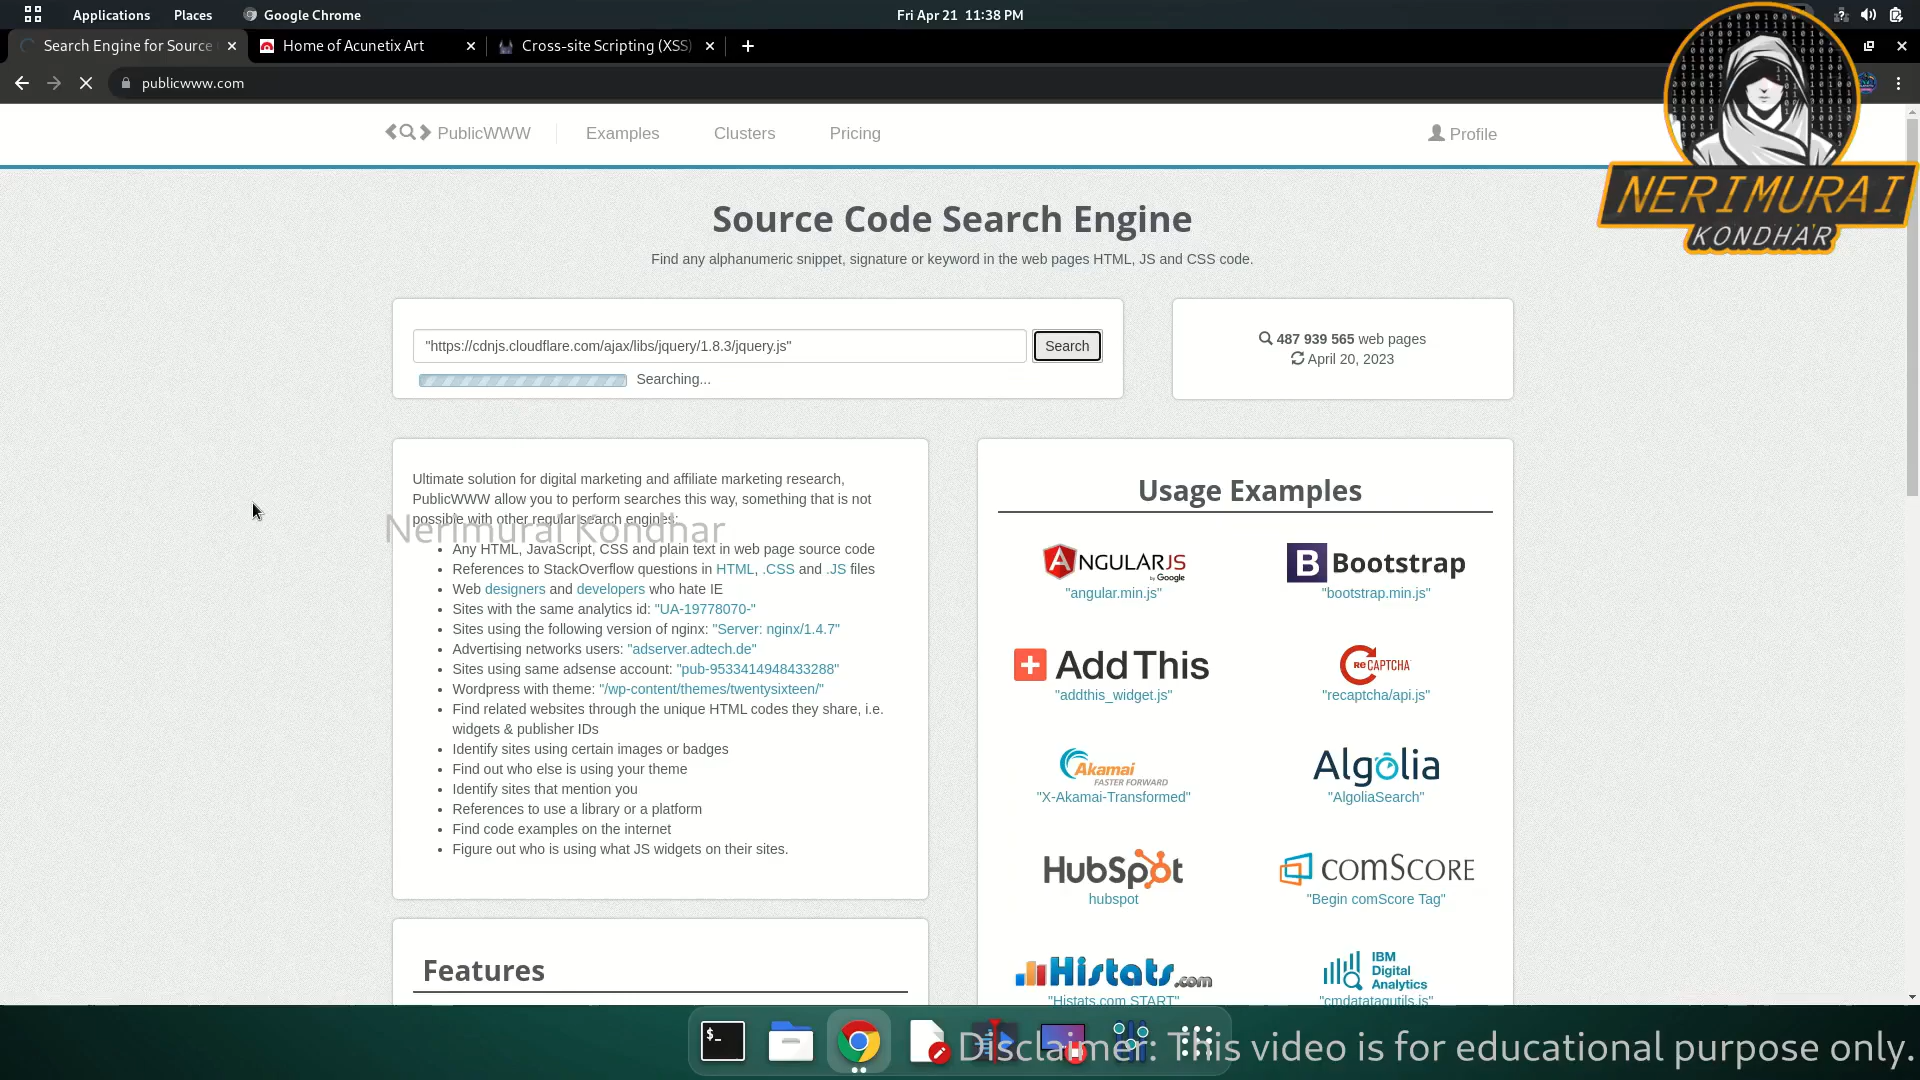 Applications Places Google Chrome Fri Apr 21 11:38 PM
Search Engine for Source Home of Acunetix Art Cross-site Scripting (XSS)
publicwww.com
PublicWWW Examples Clusters Pricing Profile
NERIMURAI
KONDHAR
Source Code Search Engine
Find any alphanumeric snippet, signature or keyword in the web pages HTML, JS and CSS code.
"https://cdnjs.cloudflare.com/ajax/libs/jquery/1.8.3/jquery.js" Search
Searching...
487 939 565 web pages
April 20, 2023
Ultimate solution for digital marketing and affiliate marketing research,
PublicWWW allow you to perform searches this way, something that is not
possible with other regular search engines:
Nerimurai Kondhar
• Any HTML, JavaScript, CSS and plain text in web page source code
• References to StackOverflow questions in HTML, .CSS and .JS files
• Web designers and developers who hate IE
• Sites with the same analytics id: "UA-19778070-"
• Sites using the following version of nginx: "Server: nginx/1.4.7"
• Advertising networks users: "adserver.adtech.de"
• Sites using same adsense account: "pub-9533414948433288"
• Wordpress with theme: "/wp-content/themes/twentysixteen/"
• Find related websites through the unique HTML codes they share, i.e.
widgets & publisher IDs
• Identify sites using certain images or badges
• Find out who else is using your theme
• Identify sites that mention you
• References to use a library or a platform
• Find code examples on the internet
• Figure out who is using what JS widgets on their sites.
Features
Usage Examples
ANGULARJS
by Google
"angular.min.js"
B Bootstrap
"bootstrap.min.js"
AddThis
"addthis_widget.js"
reCAPTCHA
"recaptcha/api.js"
Akamai
FASTER FORWARD
"X-Akamai-Transformed"
Algolia
"AlgoliaSearch"
HubSpot
hubspot
comScore
"Begin comScore Tag"
Histats.com
"Histats.com START"
IBM
Digital
Analytics
"cmdatatagutils.js"
$-
Disclaimer: This video is for educational purpose only.